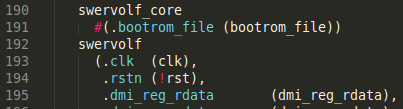 190 swervolf_core
191 #(.bootrom_file (bootrom_file))
192 swervolf
193 (.clk (clk),
194 .rstn (!rst),
195 .dmi_reg_rdata (dmi_reg_rdata),